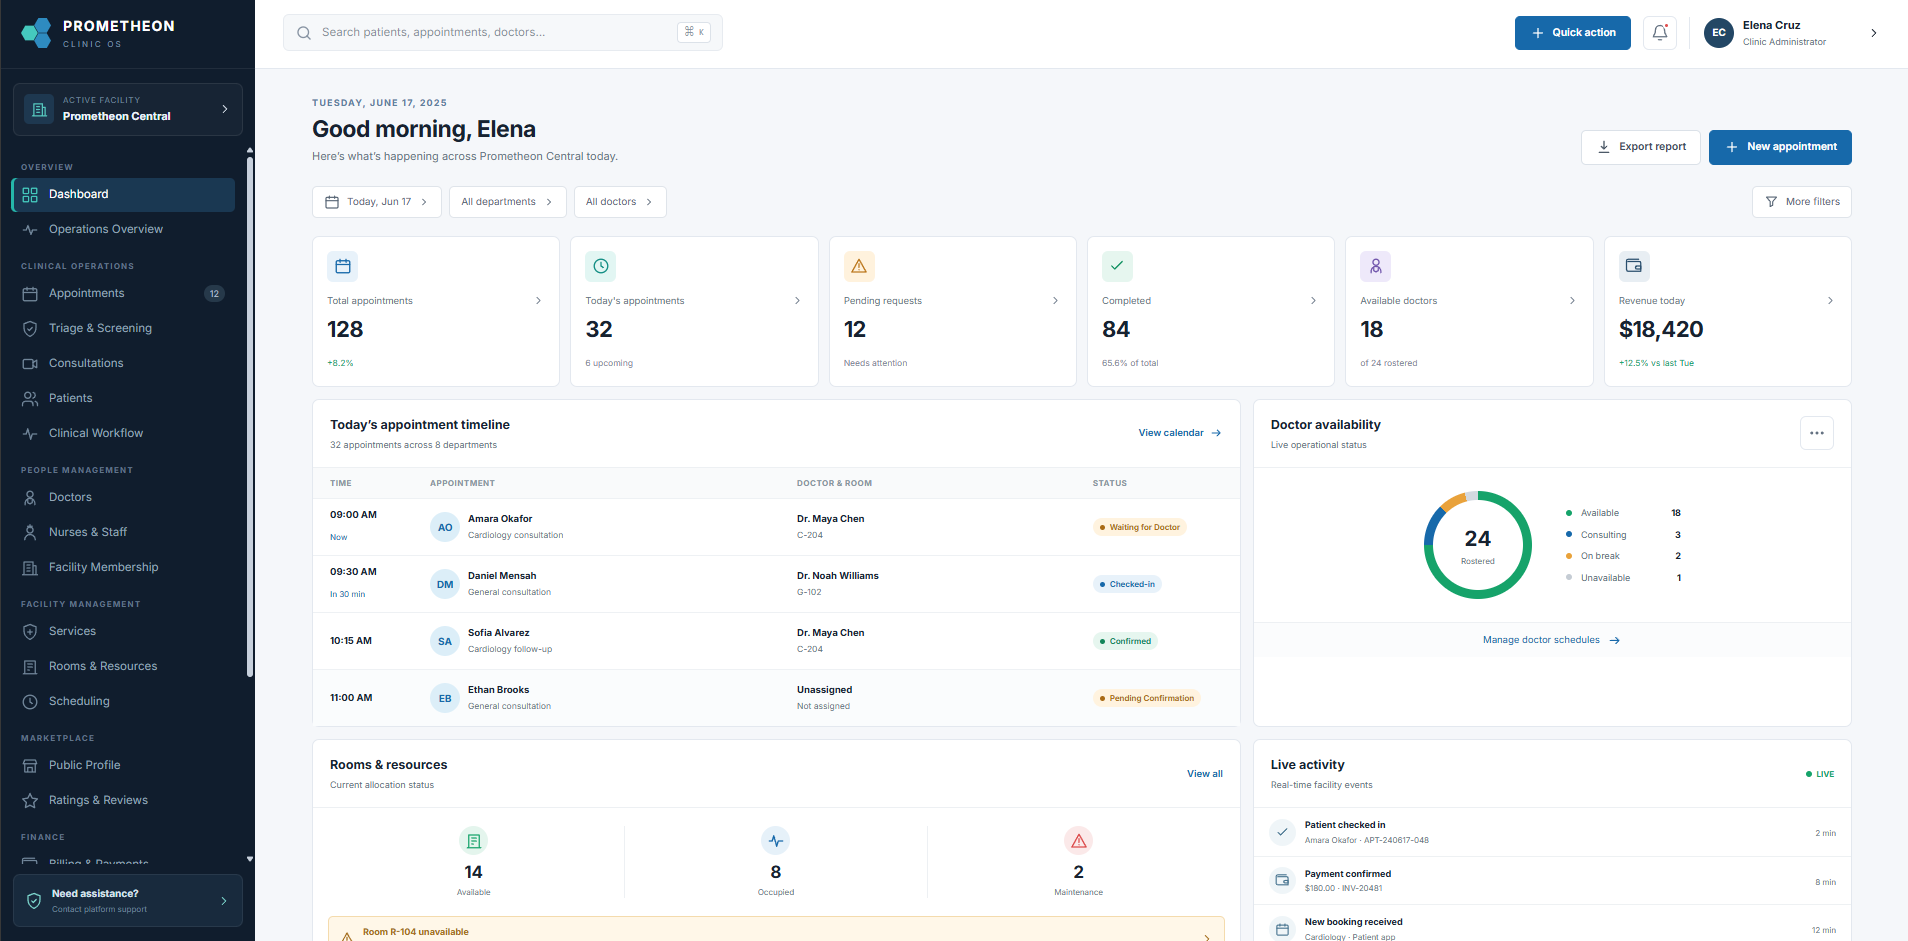 PROMETHEON
CLINIC OS
Search patients, appointments, doctors...
⌘ K
Quick action
EC
Elena Cruz
Clinic Administrator
ACTIVE FACILITY
Prometheon Central
OVERVIEW
Dashboard
Operations Overview
CLINICAL OPERATIONS
Appointments
12
Triage & Screening
Consultations
Patients
Clinical Workflow
PEOPLE MANAGEMENT
Doctors
Nurses & Staff
Facility Membership
FACILITY MANAGEMENT
Services
Rooms & Resources
Scheduling
MARKETPLACE
Public Profile
Ratings & Reviews
FINANCE
Billing & Payments
Need assistance?
Contact platform support
TUESDAY, JUNE 17, 2025
Good morning, Elena
Here's what's happening across Prometheon Central today.
Export report
New appointment
Today, Jun 17
All departments
All doctors
More filters
Total appointments
128
+8.2%
Today's appointments
32
6 upcoming
Pending requests
12
Needs attention
Completed
84
65.6% of total
Available doctors
18
of 24 rostered
Revenue today
$18,420
+12.5% vs last Tue
Today's appointment timeline
32 appointments across 8 departments
View calendar
TIME APPOINTMENT DOCTOR & ROOM STATUS
09:00 AM
Now
AO
Amara Okafor
Cardiology consultation
Dr. Maya Chen
C-204
Waiting for Doctor
09:30 AM
In 30 min
DM
Daniel Mensah
General consultation
Dr. Noah Williams
G-102
Checked-in
10:15 AM
SA
Sofia Alvarez
Cardiology follow-up
Dr. Maya Chen
C-204
Confirmed
11:00 AM
EB
Ethan Brooks
General consultation
Unassigned
Not assigned
Pending Confirmation
Doctor availability
Live operational status
24
Rostered
Available 18
Consulting 3
On break 2
Unavailable 1
Manage doctor schedules
Rooms & resources
Current allocation status
View all
14
Available
8
Occupied
2
Maintenance
Room R-104 unavailable
Live activity
Real-time facility events
LIVE
Patient checked in
Amara Okafor · APT-240617-048
2 min
Payment confirmed
$180.00 · INV-20481
8 min
New booking received
Cardiology · Patient app
12 min